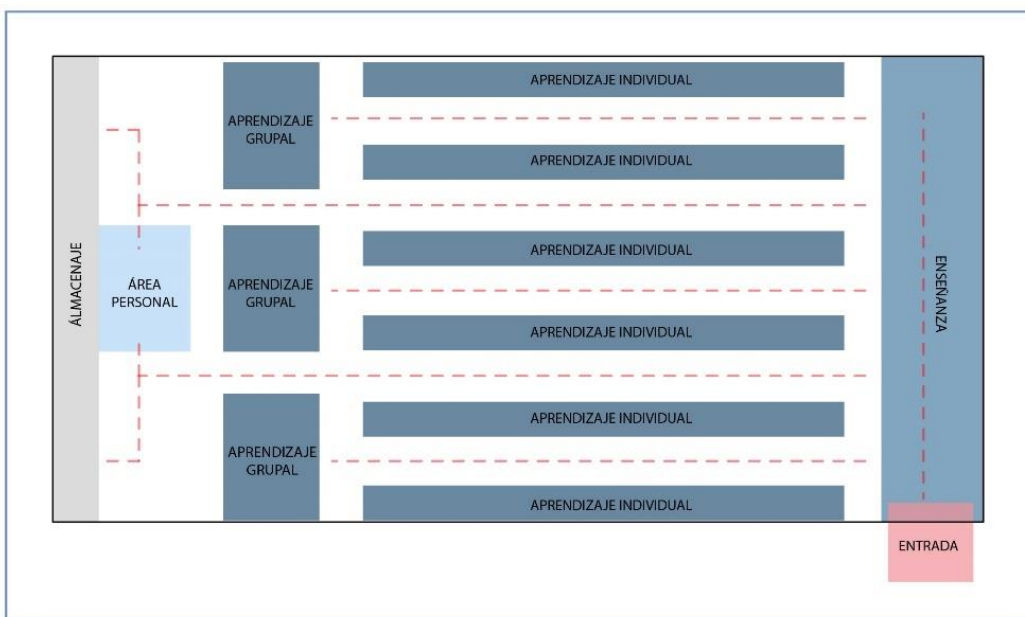 ÁLMACENAJE
ÁREA
PERSONAL
APRENDIZAJE
GRUPAL
APRENDIZAJE
GRUPAL
APRENDIZAJE
GRUPAL
APRENDIZAJE INDIVIDUAL
APRENDIZAJE INDIVIDUAL
APRENDIZAJE INDIVIDUAL
APRENDIZAJE INDIVIDUAL
APRENDIZAJE INDIVIDUAL
APRENDIZAJE INDIVIDUAL
ENSEÑANZA
ENTRADA